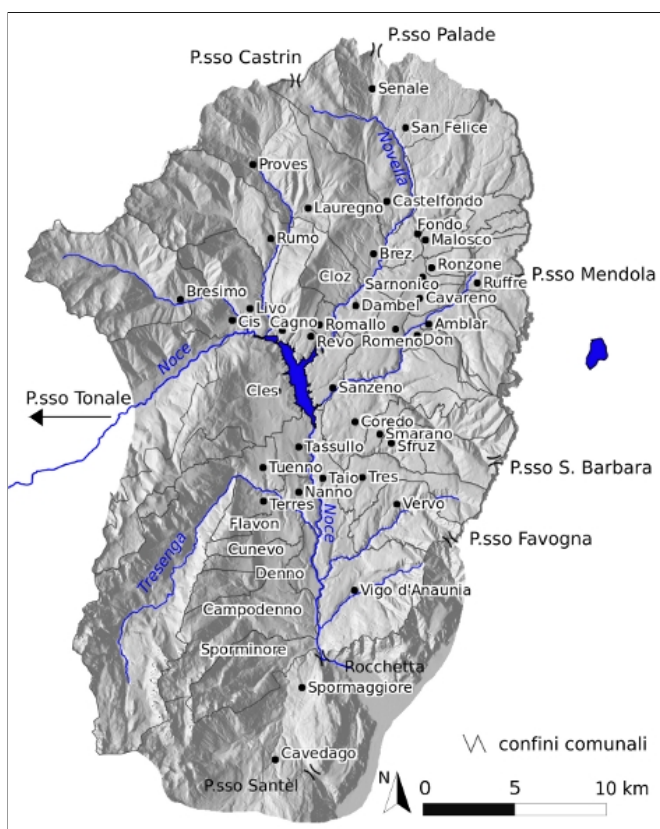 P.sso Palade
P.sso Castrin
Senale
San Felice
Novella
Proves
Lauregno
Castelfondo
Fondo
Malosco
Rumo
Brez
Ronzone
Cloz
Sarnonico
Ruffre
P.sso Mendola
Bresimo
Dambel
Cavareno
Livo
Cis
Cagno
Romallo
Amblar
Revo
Romeno
Don
Noce
P.sso Tonale
Cles
Sanzeno
Coredo
Smarano
Sfruz
Tassullo
P.sso S. Barbara
Tuenno
Taio
Tres
Nanno
Terres
Vervo
Flavon
Noce
P.sso Favogna
Cunevo
Tresenga
Denno
Vigo d'Anaunia
Campodenno
Sporminore
Rocchetta
Spormaggiore
confini comunali
Cavedago
P.sso Santel
N
0 5 10 km